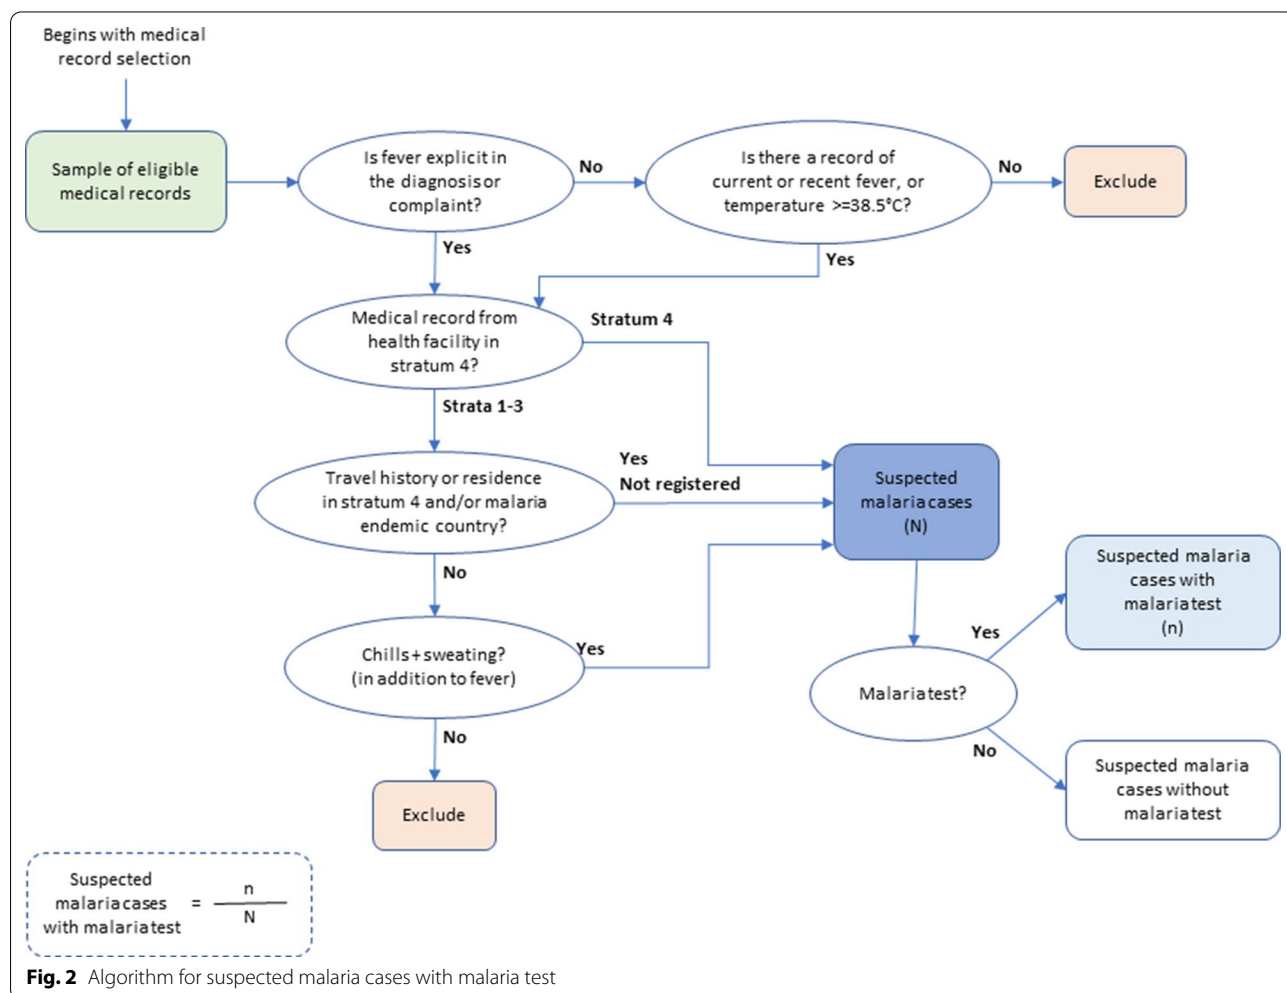 Begins with medical
record selection
Sample of eligible
medical records
Is fever explicit in
the diagnosis or
complaint?
No
Is there a record of
current or recent fever, or
temperature >=38.5°C?
No
Exclude
Yes
Yes
Medical record from
health facility in
stratum 4?
Stratum 4
Strata 1-3
Travel history or residence
in stratum 4 and/or malaria
endemic country?
Yes
Not registered
Suspected
malaria cases
(N)
No
Chills+sweating?
(in addition to fever)
Yes
No
Exclude
Malaria test?
Yes
Suspected malaria
cases with
malaria test
(n)
No
Suspected malaria
cases without
malaria test
Suspected
malaria cases
with malaria test
=
n
N
Fig. 2 Algorithm for suspected malaria cases with malaria test